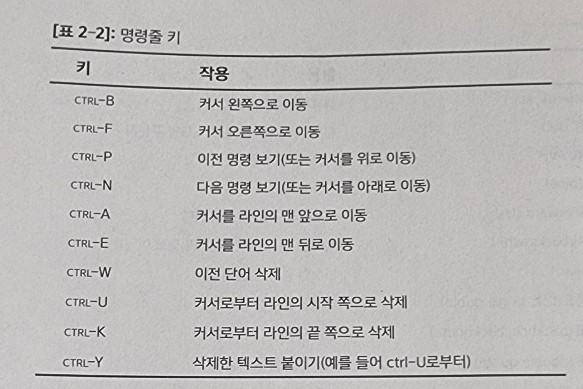 [표 2-2]: 명령줄 키
키 작용
CTRL-B 커서 왼쪽으로 이동
CTRL-F 커서 오른쪽으로 이동
CTRL-P 이전 명령 보기(또는 커서를 위로 이동)
CTRL-N 다음 명령 보기(또는 커서를 아래로 이동)
CTRL-A 커서를 라인의 맨 앞으로 이동
CTRL-E 커서를 라인의 맨 뒤로 이동
CTRL-W 이전 단어 삭제
CTRL-U 커서로부터 라인의 시작 쪽으로 삭제
CTRL-K 커서로부터 라인의 끝 쪽으로 삭제
CTRL-Y 삭제한 텍스트 붙이기(예를 들어 ctrl-U로부터)